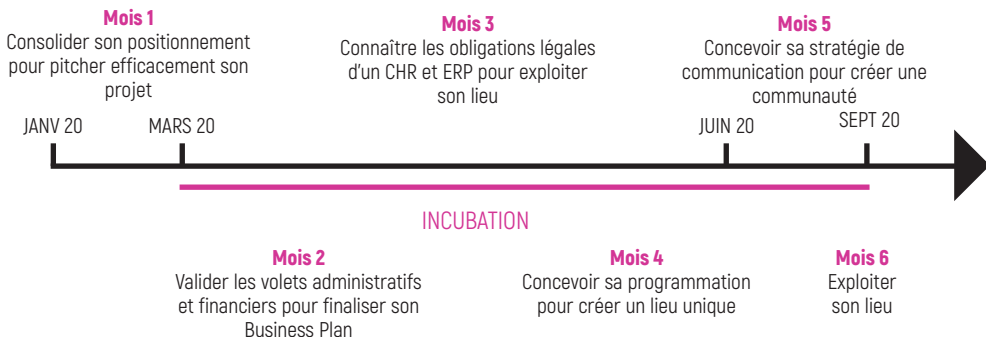 Mois 1
Consolider son positionnement
pour pitcher efficacement son
projet
Mois 3
Connaître les obligations légales
d'un CHR et ERP pour exploiter
son lieu
Mois 5
Concevoir sa stratégie de
communication pour créer une
communauté
JANV 20
MARS 20
JUIN 20
SEPT 20
INCUBATION
Mois 2
Valider les volets administratifs
et financiers pour finaliser son
Business Plan
Mois 4
Concevoir sa programmation
pour créer un lieu unique
Mois 6
Exploiter
son lieu